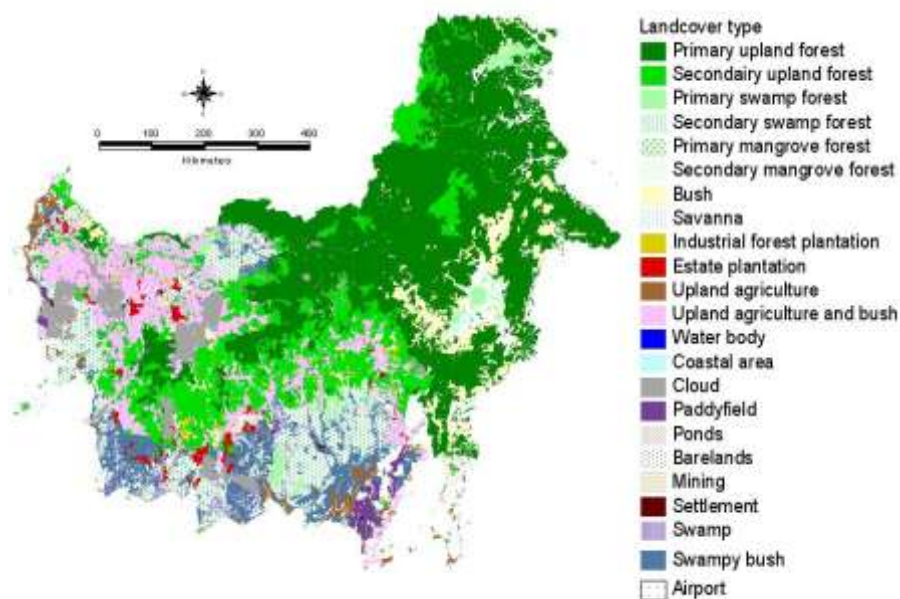 Landcover type
Primary upland forest
Secondairy upland forest
Primary swamp forest
Secondary swamp forest
Primary mangrove forest
Secondary mangrove forest
Bush
Savanna
Industrial forest plantation
Estate plantation
Upland agriculture
Upland agriculture and bush
Water body
Coastal area
Cloud
Paddyfield
Ponds
Barelands
Mining
Settlement
Swamp
Swampy bush
Airport
0 100 200 300 400
Kilometes